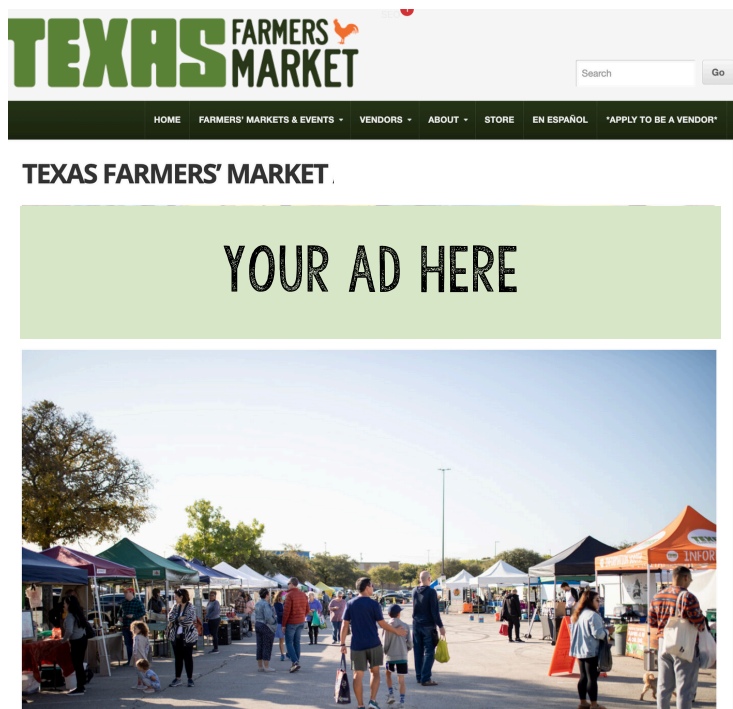 TEXAS FARMERS MARKET
Search
Go
HOME
FARMERS' MARKETS & EVENTS
VENDORS
ABOUT
STORE
EN ESPAÑOL
*APPLY TO BE A VENDOR*
TEXAS FARMERS' MARKET
YOUR AD HERE
INFOR